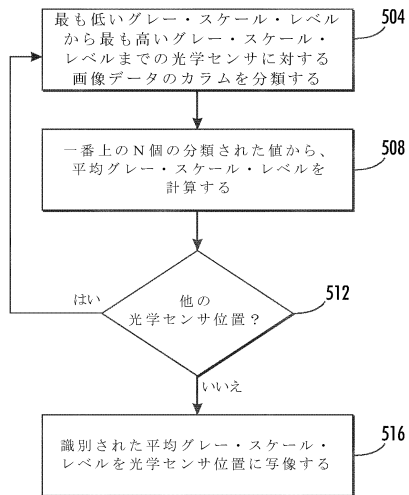 最も低いグレー・スケール・レベル
から最も高いグレー・スケール・
レベルまでの光学センサに対する
画像データのカラムを分類する
504
一番上のN個の分類された値から、
平均グレー・スケール・レベルを
計算する
508
他の
光学センサ位置?
512
はい
いいえ
識別された平均グレー・スケール・
レベルを光学センサ位置に写像する
516